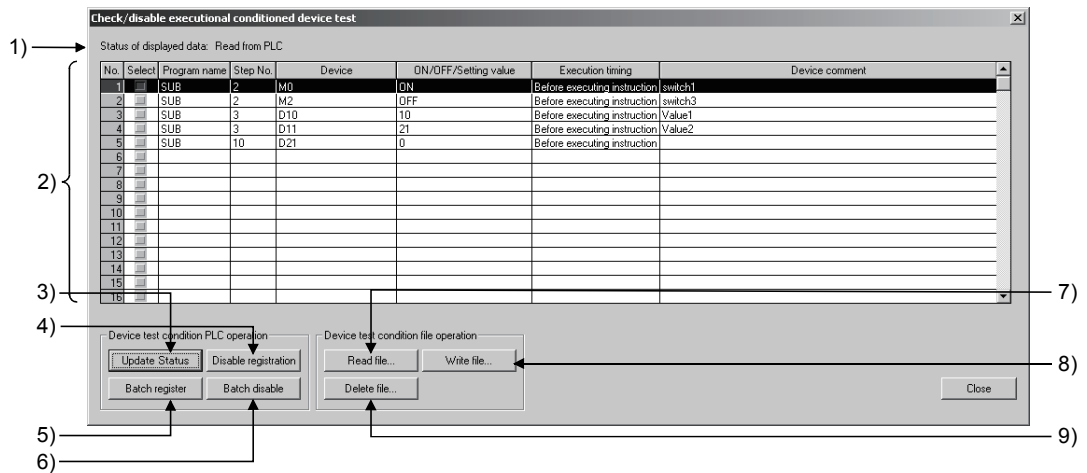 Check/disable executional conditioned device test
1)
Status of displayed data: Read from PLC
No. Select Program name Step No. Device ON/OFF/Setting value Execution timing Device comment
1 SUB 2 M0 ON Before executing instruction switch1
2 SUB 2 M2 OFF Before executing instruction switch3
3 SUB 3 D10 10 Before executing instruction Value1
4 SUB 3 D11 21 Before executing instruction Value2
5 SUB 10 D21 0 Before executing instruction
6
7
8
2)
9
10
11
12
13
14
15
16
3)
7)
4)
Device test condition PLC operation Device test condition file operation
Update Status Disable registration Read file... Write file...
8)
Batch register Batch disable Delete file... Close
5)
9)
6)